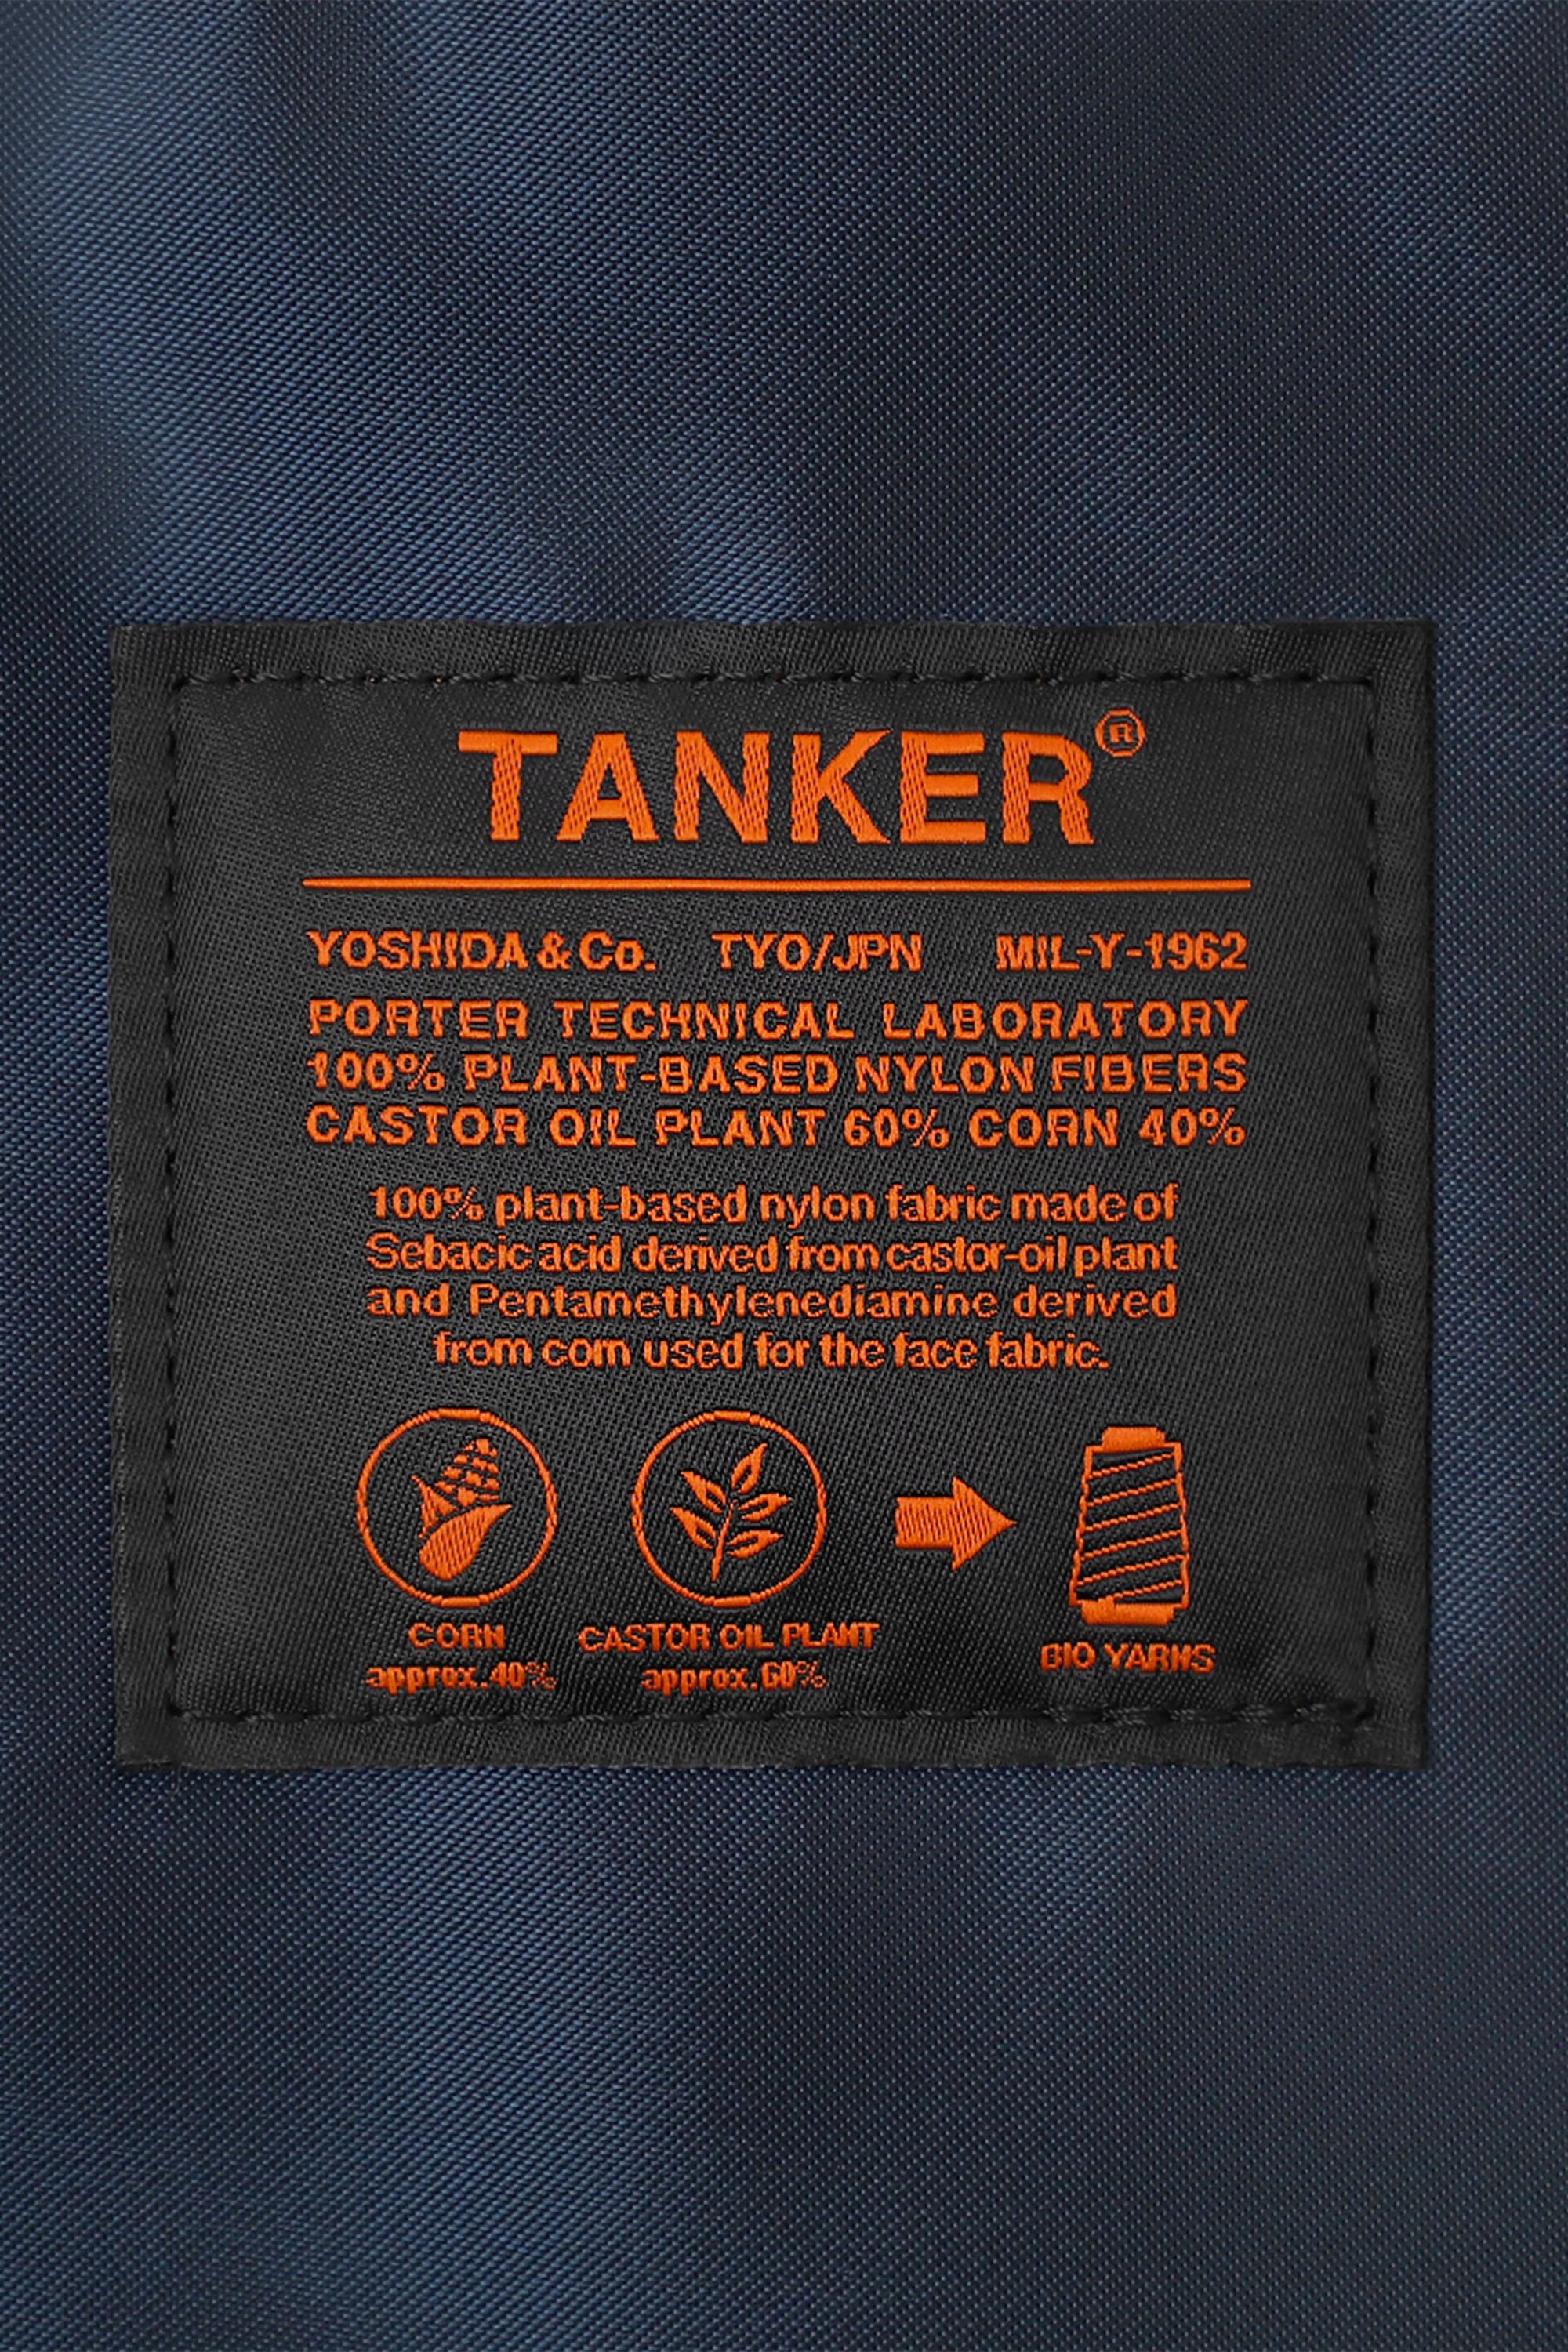 TANKER®
YOSHIDA & Co. TYO/JPN MIL-Y-1962
PORTER TECHNICAL LABORATORY
100% PLANT-BASED NYLON FIBERS
CASTOR OIL PLANT 60% CORN 40%
100% plant-based nylon fabric made of
Sebacic acid derived from castor-oil plant
and Pentamethylenediamine derived
from corn used for the face fabric.
CORN CASTOR OIL PLANT
approx.40% approx.60%
BIO YARNS